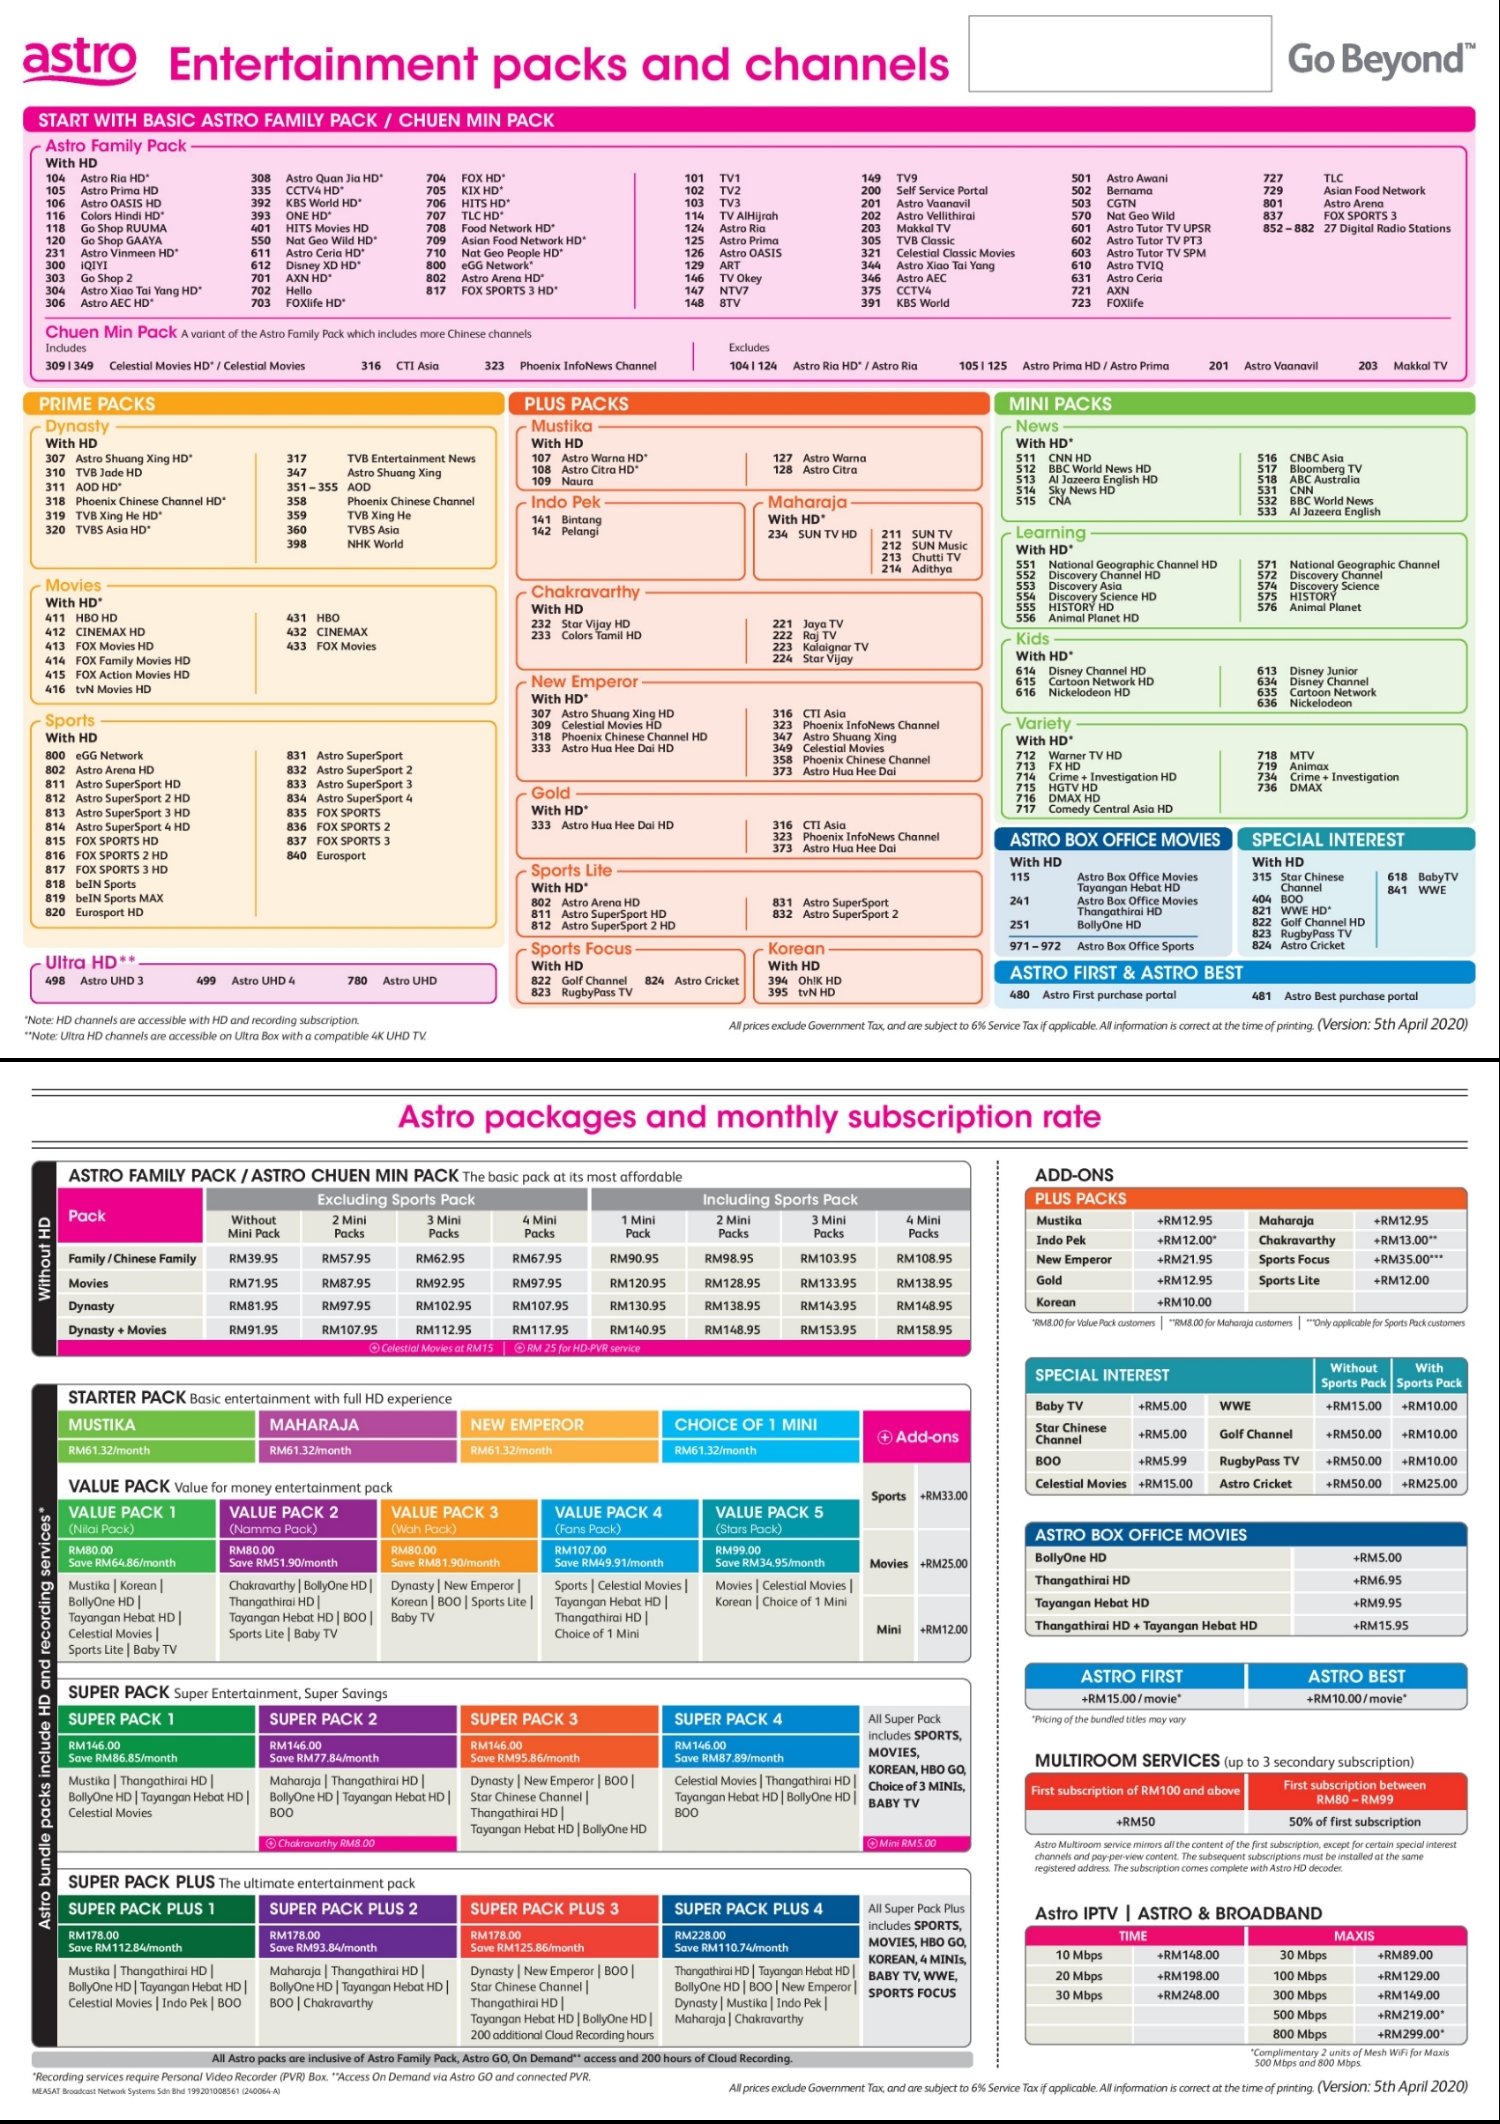 astro
Entertainment packs and channels
Go Beyond™
START WITH BASIC ASTRO FAMILY PACK / CHUEN MIN PACK
Astro Family Pack
With HD
104 Astro Ria HD*
105 Astro Prima HD
106 Astro OASIS HD
116 Colors Hindi HD*
118 Go Shop RUUMA
120 Go Shop GAAYA
231 Astro Vinmeen HD*
300 iQIYI
303 Go Shop 2
304 Astro Xiao Tai Yang HD*
306 Astro AEC HD*
308 Astro Quan Jia HD*
335 CCTV4 HD*
392 KBS World HD*
393 ONE HD*
401 HITS Movies HD
550 Nat Geo Wild HD*
611 Astro Ceria HD*
612 Disney XD HD*
701 AXN HD*
702 Hello
703 FOXlife HD*
704 FOX HD*
705 KIX HD*
706 HITS HD*
707 TLC HD*
708 Food Network HD*
709 Asian Food Network HD*
710 Nat Geo People HD*
800 eGG Network*
802 Astro Arena HD*
817 FOX SPORTS 3 HD*
101 TV1
102 TV2
103 TV3
114 TV AlHijrah
124 Astro Ria
125 Astro Prima
126 Astro OASIS
129 ART
146 TV Okey
147 NTV7
148 8TV
149 TV9
200 Self Service Portal
201 Astro Vaanavil
202 Astro Vellithirai
203 Makkal TV
305 TVB Classic
321 Celestial Classic Movies
344 Astro Xiao Tai Yang
346 Astro AEC
375 CCTV4
391 KBS World
501 Astro Awani
502 Bernama
503 CGTN
570 Nat Geo Wild
601 Astro Tutor TV UPSR
602 Astro Tutor TV PT3
603 Astro Tutor TV SPM
610 Astro TVIQ
631 Astro Ceria
721 AXN
723 FOXlife
727 TLC
729 Asian Food Network
801 Astro Arena
837 FOX SPORTS 3
852 – 882 27 Digital Radio Stations
Chuen Min Pack A variant of the Astro Family Pack which includes more Chinese channels
Includes
309 | 349 Celestial Movies HD* / Celestial Movies 316 CTI Asia 323 Phoenix InfoNews Channel
Excludes
104 | 124 Astro Ria HD* / Astro Ria 105 | 125 Astro Prima HD / Astro Prima 201 Astro Vaanavil 203 Makkal TV
PRIME PACKS
Dynasty
With HD
307 Astro Shuang Xing HD*
310 TVB Jade HD
311 AOD HD*
318 Phoenix Chinese Channel HD*
319 TVB Xing He HD*
320 TVBS Asia HD*
317 TVB Entertainment News
347 Astro Shuang Xing
351 – 355 AOD
358 Phoenix Chinese Channel
359 TVB Xing He
360 TVBS Asia
398 NHK World
Movies
With HD*
411 HBO HD
412 CINEMAX HD
413 FOX Movies HD
414 FOX Family Movies HD
415 FOX Action Movies HD
416 tvN Movies HD
431 HBO
432 CINEMAX
433 FOX Movies
Sports
With HD
800 eGG Network
802 Astro Arena HD
811 Astro SuperSport HD
812 Astro SuperSport 2 HD
813 Astro SuperSport 3 HD
814 Astro SuperSport 4 HD
815 FOX SPORTS HD
816 FOX SPORTS 2 HD
817 FOX SPORTS 3 HD
818 beIN Sports
819 beIN Sports MAX
820 Eurosport HD
831 Astro SuperSport
832 Astro SuperSport 2
833 Astro SuperSport 3
834 Astro SuperSport 4
835 FOX SPORTS
836 FOX SPORTS 2
837 FOX SPORTS 3
840 Eurosport
Ultra HD**
498 Astro UHD 3 499 Astro UHD 4 780 Astro UHD
PLUS PACKS
Mustika
With HD
107 Astro Warna HD*
108 Astro Citra HD*
109 Naura
127 Astro Warna
128 Astro Citra
Indo Pek
141 Bintang
142 Pelangi
Maharaja
With HD*
234 SUN TV HD
211 SUN TV
212 SUN Music
213 Chutti TV
214 Adithya
Chakravarthy
With HD
232 Star Vijay HD
233 Colors Tamil HD
221 Jaya TV
222 Raj TV
223 Kalaignar TV
224 Star Vijay
New Emperor
With HD*
307 Astro Shuang Xing HD
309 Celestial Movies HD
318 Phoenix Chinese Channel HD
333 Astro Hua Hee Dai HD
316 CTI Asia
323 Phoenix InfoNews Channel
347 Astro Shuang Xing
349 Celestial Movies
358 Phoenix Chinese Channel
373 Astro Hua Hee Dai
Gold
With HD*
333 Astro Hua Hee Dai HD
316 CTI Asia
323 Phoenix InfoNews Channel
373 Astro Hua Hee Dai
Sports Lite
With HD*
802 Astro Arena HD
811 Astro SuperSport HD
812 Astro SuperSport 2 HD
831 Astro SuperSport
832 Astro SuperSport 2
Sports Focus
With HD
822 Golf Channel 824 Astro Cricket
823 RugbyPass TV
Korean
With HD
394 Oh!K HD
395 tvN HD
MINI PACKS
News
With HD*
511 CNN HD
512 BBC World News HD
513 Al Jazeera English HD
514 Sky News HD
515 CNA
516 CNBC Asia
517 Bloomberg TV
518 ABC Australia
531 CNN
532 BBC World News
533 Al Jazeera English
Learning
With HD*
551 National Geographic Channel HD
552 Discovery Channel HD
553 Discovery Asia
554 Discovery Science HD
555 HISTORY HD
556 Animal Planet HD
571 National Geographic Channel
572 Discovery Channel
574 Discovery Science
575 HISTORY
576 Animal Planet
Kids
With HD*
614 Disney Channel HD
615 Cartoon Network HD
616 Nickelodeon HD
613 Disney Junior
634 Disney Channel
635 Cartoon Network
636 Nickelodeon
Variety
With HD*
712 Warner TV HD
713 FX HD
714 Crime + Investigation HD
715 HGTV HD
716 DMAX HD
717 Comedy Central Asia HD
718 MTV
719 Animax
734 Crime + Investigation
736 DMAX
ASTRO BOX OFFICE MOVIES
With HD
115 Astro Box Office Movies
Tayangan Hebat HD
241 Astro Box Office Movies
Thangathirai HD
251 BollyOne HD
971 – 972 Astro Box Office Sports
SPECIAL INTEREST
With HD
315 Star Chinese
Channel
404 BOO
821 WWE HD*
822 Golf Channel HD
823 RugbyPass TV
824 Astro Cricket
618 BabyTV
841 WWE
ASTRO FIRST & ASTRO BEST
480 Astro First purchase portal 481 Astro Best purchase portal
*Note: HD channels are accessible with HD and recording subscription.
**Note: Ultra HD channels are accessible on Ultra Box with a compatible 4K UHD TV.
All prices exclude Government Tax, and are subject to 6% Service Tax if applicable. All information is correct at the time of printing. (Version: 5th April 2020)
Astro packages and monthly subscription rate
Without HD
ASTRO FAMILY PACK / ASTRO CHUEN MIN PACK The basic pack at its most affordable
Pack Excluding Sports Pack Including Sports Pack
Without Mini Pack 2 Mini Packs 3 Mini Packs 4 Mini Packs 1 Mini Pack 2 Mini Packs 3 Mini Packs 4 Mini Packs
Family / Chinese Family RM39.95 RM57.95 RM62.95 RM67.95 RM90.95 RM98.95 RM103.95 RM108.95
Movies RM71.95 RM87.95 RM92.95 RM97.95 RM120.95 RM128.95 RM133.95 RM138.95
Dynasty RM81.95 RM97.95 RM102.95 RM107.95 RM130.95 RM138.95 RM143.95 RM148.95
Dynasty + Movies RM91.95 RM107.95 RM112.95 RM117.95 RM140.95 RM148.95 RM153.95 RM158.95
⊕ Celestial Movies at RM15 | ⊕ RM 25 for HD-PVR service
Astro bundle packs include HD and recording services*
STARTER PACK Basic entertainment with full HD experience
MUSTIKA MAHARAJA NEW EMPEROR CHOICE OF 1 MINI
RM61.32/month RM61.32/month RM61.32/month RM61.32/month
⊕ Add-ons
Sports +RM33.00
Movies +RM25.00
Mini +RM12.00
VALUE PACK Value for money entertainment pack
VALUE PACK 1
(Nilai Pack)
RM80.00
Save RM64.86/month
Mustika | Korean |
BollyOne HD |
Tayangan Hebat HD |
Celestial Movies |
Sports Lite | Baby TV
VALUE PACK 2
(Namma Pack)
RM80.00
Save RM51.90/month
Chakravarthy | BollyOne HD |
Thangathirai HD |
Tayangan Hebat HD | BOO |
Sports Lite | Baby TV
VALUE PACK 3
(Wah Pack)
RM80.00
Save RM81.90/month
Dynasty | New Emperor |
Korean | BOO | Sports Lite |
Baby TV
VALUE PACK 4
(Fans Pack)
RM107.00
Save RM49.91/month
Sports | Celestial Movies |
Tayangan Hebat HD |
Thangathirai HD |
Choice of 1 Mini
VALUE PACK 5
(Stars Pack)
RM99.00
Save RM34.95/month
Movies | Celestial Movies |
Korean | Choice of 1 Mini
SUPER PACK Super Entertainment, Super Savings
SUPER PACK 1
RM146.00
Save RM86.85/month
Mustika | Thangathirai HD |
BollyOne HD | Tayangan Hebat HD |
Celestial Movies
SUPER PACK 2
RM146.00
Save RM77.84/month
Maharaja | Thangathirai HD |
BollyOne HD | Tayangan Hebat HD |
BOO
⊕ Chakravarthy RM8.00
SUPER PACK 3
RM146.00
Save RM95.86/month
Dynasty | New Emperor | BOO |
Star Chinese Channel |
Thangathirai HD |
Tayangan Hebat HD | BollyOne HD
SUPER PACK 4
RM146.00
Save RM87.89/month
Celestial Movies | Thangathirai HD |
Tayangan Hebat HD | BollyOne HD |
BOO
All Super Pack
includes SPORTS,
MOVIES,
KOREAN, HBO GO,
Choice of 3 MINIs,
BABY TV
⊕ Mini RM5.00
SUPER PACK PLUS The ultimate entertainment pack
SUPER PACK PLUS 1
RM178.00
Save RM112.84/month
Mustika | Thangathirai HD |
BollyOne HD | Tayangan Hebat HD |
Celestial Movies | Indo Pek | BOO
SUPER PACK PLUS 2
RM178.00
Save RM93.84/month
Maharaja | Thangathirai HD |
BollyOne HD | Tayangan Hebat HD |
BOO | Chakravarthy
SUPER PACK PLUS 3
RM178.00
Save RM125.86/month
Dynasty | New Emperor | BOO |
Star Chinese Channel |
Thangathirai HD |
Tayangan Hebat HD | BollyOne HD |
200 additional Cloud Recording hours
SUPER PACK PLUS 4
RM228.00
Save RM110.74/month
Thangathirai HD | Tayangan Hebat HD |
BollyOne HD | BOO | New Emperor |
Dynasty | Mustika | Indo Pek |
Maharaja | Chakravarthy
All Super Pack Plus
includes SPORTS,
MOVIES, HBO GO,
KOREAN, 4 MINIs,
BABY TV, WWE,
SPORTS FOCUS
All Astro packs are inclusive of Astro Family Pack, Astro GO, On Demand** access and 200 hours of Cloud Recording.
*Recording services require Personal Video Recorder (PVR) Box. **Access On Demand via Astro GO and connected PVR.
MEASAT Broadcast Network Systems Sdn Bhd 199201008561 (240064-A)
ADD-ONS
PLUS PACKS
Mustika +RM12.95 Maharaja +RM12.95
Indo Pek +RM12.00* Chakravarthy +RM13.00**
New Emperor +RM21.95 Sports Focus +RM35.00***
Gold +RM12.95 Sports Lite +RM12.00
Korean +RM10.00
*RM8.00 for Value Pack customers | **RM8.00 for Maharaja customers | ***Only applicable for Sports Pack customers
SPECIAL INTEREST Without Sports Pack With Sports Pack
Baby TV +RM5.00 WWE +RM15.00 +RM10.00
Star Chinese Channel +RM5.00 Golf Channel +RM50.00 +RM10.00
BOO +RM5.99 RugbyPass TV +RM50.00 +RM10.00
Celestial Movies +RM15.00 Astro Cricket +RM50.00 +RM25.00
ASTRO BOX OFFICE MOVIES
BollyOne HD +RM5.00
Thangathirai HD +RM6.95
Tayangan Hebat HD +RM9.95
Thangathirai HD + Tayangan Hebat HD +RM15.95
ASTRO FIRST ASTRO BEST
+RM15.00 / movie* +RM10.00 / movie*
*Pricing of the bundled titles may vary
MULTIROOM SERVICES (up to 3 secondary subscription)
First subscription of RM100 and above First subscription between RM80 – RM99
+RM50 50% of first subscription
Astro Multiroom service mirrors all the content of the first subscription, except for certain special interest
channels and pay-per-view content. The subsequent subscriptions must be installed at the same
registered address. The subscription comes complete with Astro HD decoder.
Astro IPTV | ASTRO & BROADBAND
TIME MAXIS
10 Mbps +RM148.00 30 Mbps +RM89.00
20 Mbps +RM198.00 100 Mbps +RM129.00
30 Mbps +RM248.00 300 Mbps +RM149.00
500 Mbps +RM219.00*
800 Mbps +RM299.00*
*Complimentary 2 units of Mesh WiFi for Maxis
500 Mbps and 800 Mbps.
All prices exclude Government Tax, and are subject to 6% Service Tax if applicable. All information is correct at the time of printing. (Version: 5th April 2020)